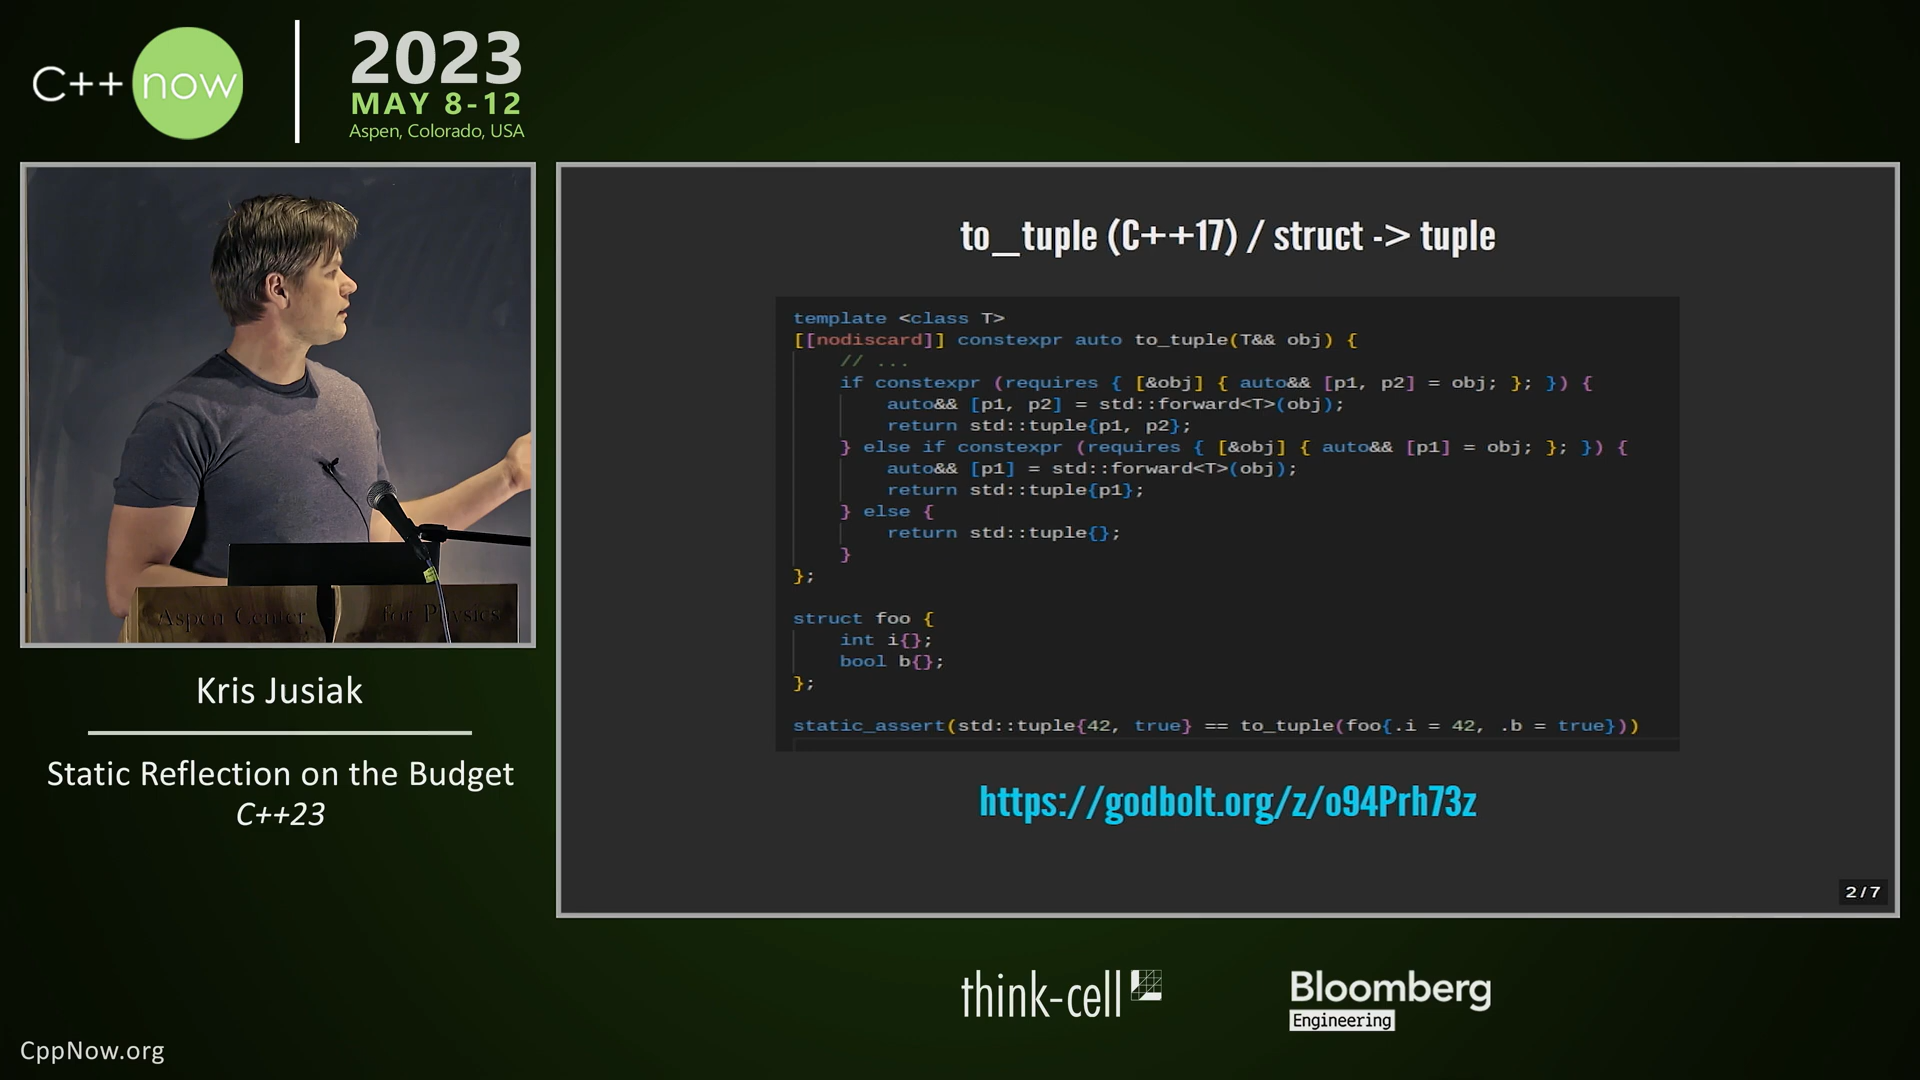 C++ now
2023
MAY 8-12
Aspen, Colorado, USA
Aspen Center for Physics
Kris Jusiak
Static Reflection on the Budget
C++23
to_tuple (C++17) / struct -> tuple
template <class T>
[[nodiscard]] constexpr auto to_tuple(T&& obj) {
// ...
if constexpr (requires { [&obj] { auto&& [p1, p2] = obj; }; }) {
auto&& [p1, p2] = std::forward<T>(obj);
return std::tuple{p1, p2};
} else if constexpr (requires { [&obj] { auto&& [p1] = obj; }; }) {
auto&& [p1] = std::forward<T>(obj);
return std::tuple{p1};
} else {
return std::tuple{};
}
};
struct foo {
int i{};
bool b{};
};
static_assert(std::tuple{42, true} == to_tuple(foo{.i = 42, .b = true}))
https://godbolt.org/z/o94Prh73z
2/7
think-cell
Bloomberg
Engineering
CppNow.org